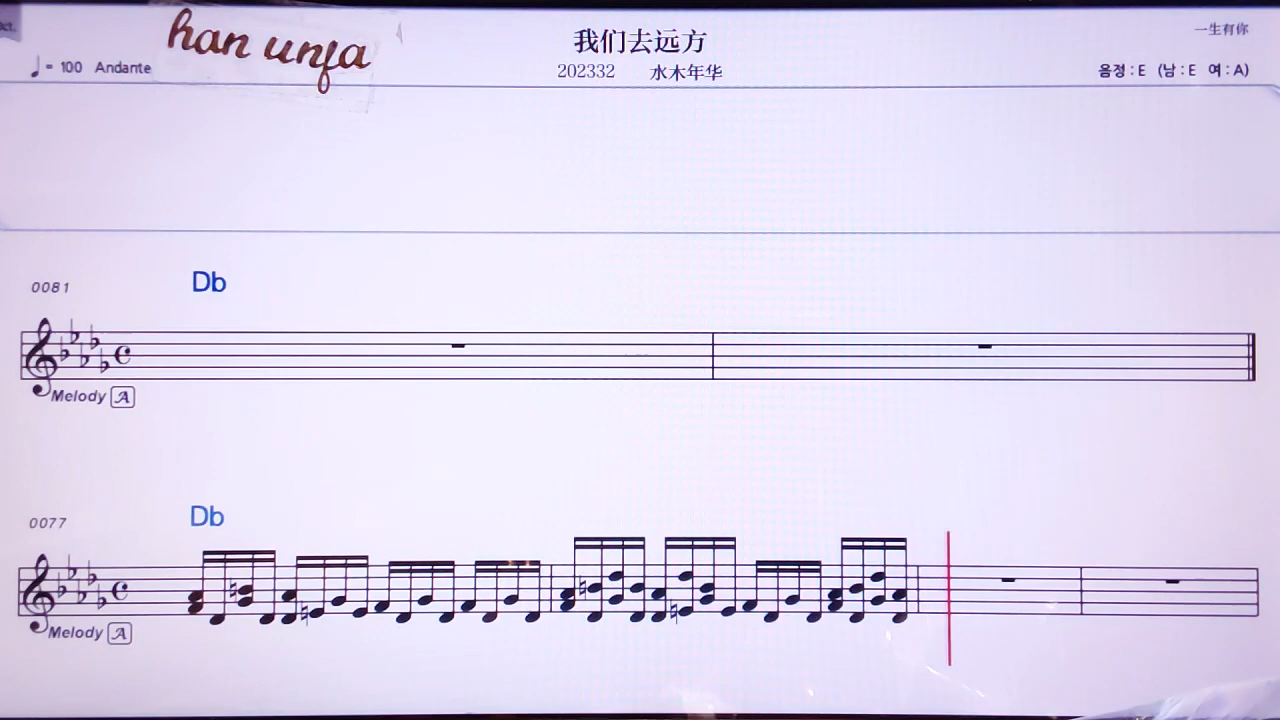 han unfa
我们去远方
一生有你
♩= 100 Andante
202332 水木年华
음정 : E (남 : E 여 : A)
0081
Db
Melody A
0077
Db
Melody A